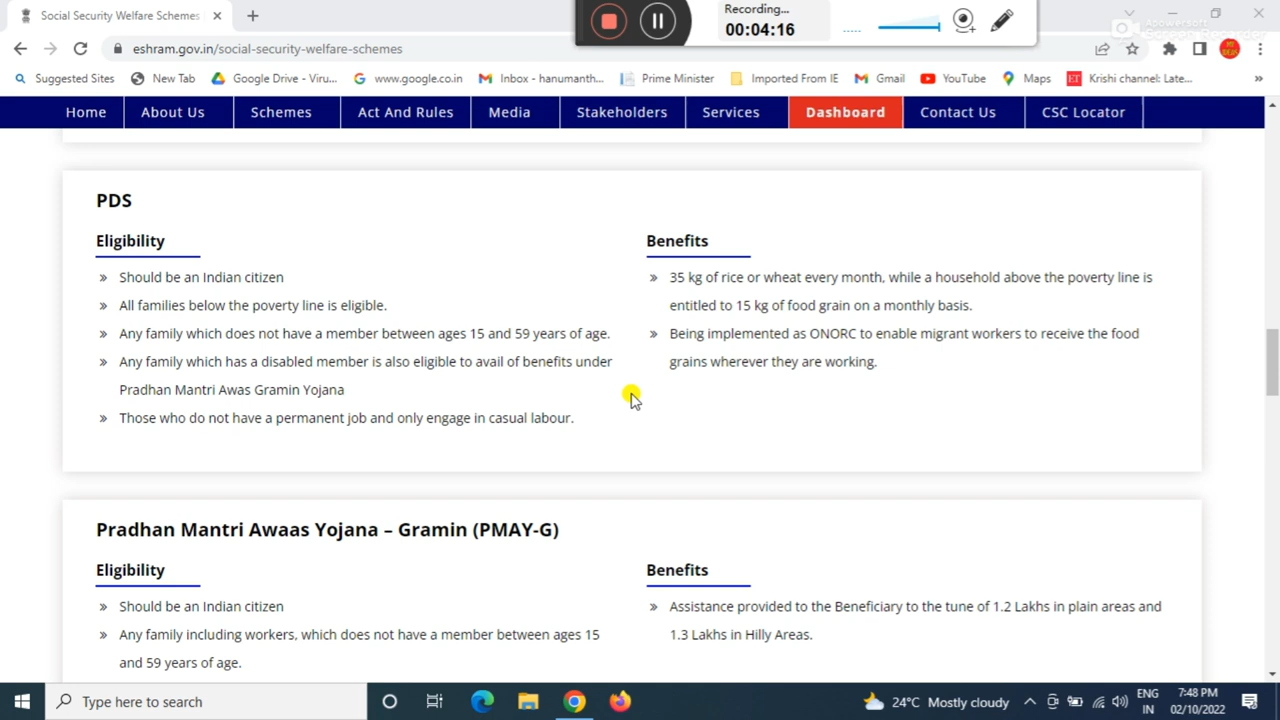 Social Security Welfare Schemes
Recording...
00:04:16
Apowersoft
Screen Recorder
eshram.gov.in/social-security-welfare-schemes
Suggested Sites
New Tab
Google Drive - Viru...
www.google.co.in
Inbox - hanumanth...
Prime Minister
Imported From IE
Gmail
YouTube
Maps
ET
Krishi channel: Late...
»
Home
About Us
Schemes
Act And Rules
Media
Stakeholders
Services
Dashboard
Contact Us
CSC Locator
PDS
Eligibility
» Should be an Indian citizen
» All families below the poverty line is eligible.
» Any family which does not have a member between ages 15 and 59 years of age.
» Any family which has a disabled member is also eligible to avail of benefits under
Pradhan Mantri Awas Gramin Yojana
» Those who do not have a permanent job and only engage in casual labour.
Benefits
» 35 kg of rice or wheat every month, while a household above the poverty line is
entitled to 15 kg of food grain on a monthly basis.
» Being implemented as ONORC to enable migrant workers to receive the food
grains wherever they are working.
Pradhan Mantri Awaas Yojana – Gramin (PMAY-G)
Eligibility
» Should be an Indian citizen
» Any family including workers, which does not have a member between ages 15
and 59 years of age.
Benefits
» Assistance provided to the Beneficiary to the tune of 1.2 Lakhs in plain areas and
1.3 Lakhs in Hilly Areas.
Type here to search
24°C Mostly cloudy
ENG
IN
7:48 PM
02/10/2022